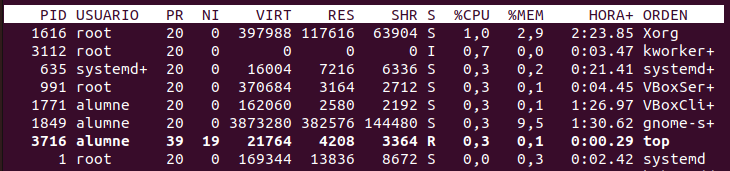 PID USUARIO PR NI VIRT RES SHR S %CPU %MEM HORA+ ORDEN
1616 root 20 0 397988 117616 63904 S 1,0 2,9 2:23.85 Xorg
3112 root 20 0 0 0 0 I 0,7 0,0 0:03.47 kworker+
635 systemd+ 20 0 16004 7216 6336 S 0,3 0,2 0:21.41 systemd+
991 root 20 0 370684 3164 2712 S 0,3 0,1 0:04.45 VBoxSer+
1771 alumne 20 0 162060 2580 2192 S 0,3 0,1 1:26.97 VBoxCli+
1849 alumne 20 0 3873280 382576 144480 S 0,3 9,5 1:30.62 gnome-s+
3716 alumne 39 19 21764 4208 3364 R 0,3 0,1 0:00.29 top
1 root 20 0 169344 13836 8672 S 0,0 0,3 0:02.42 systemd